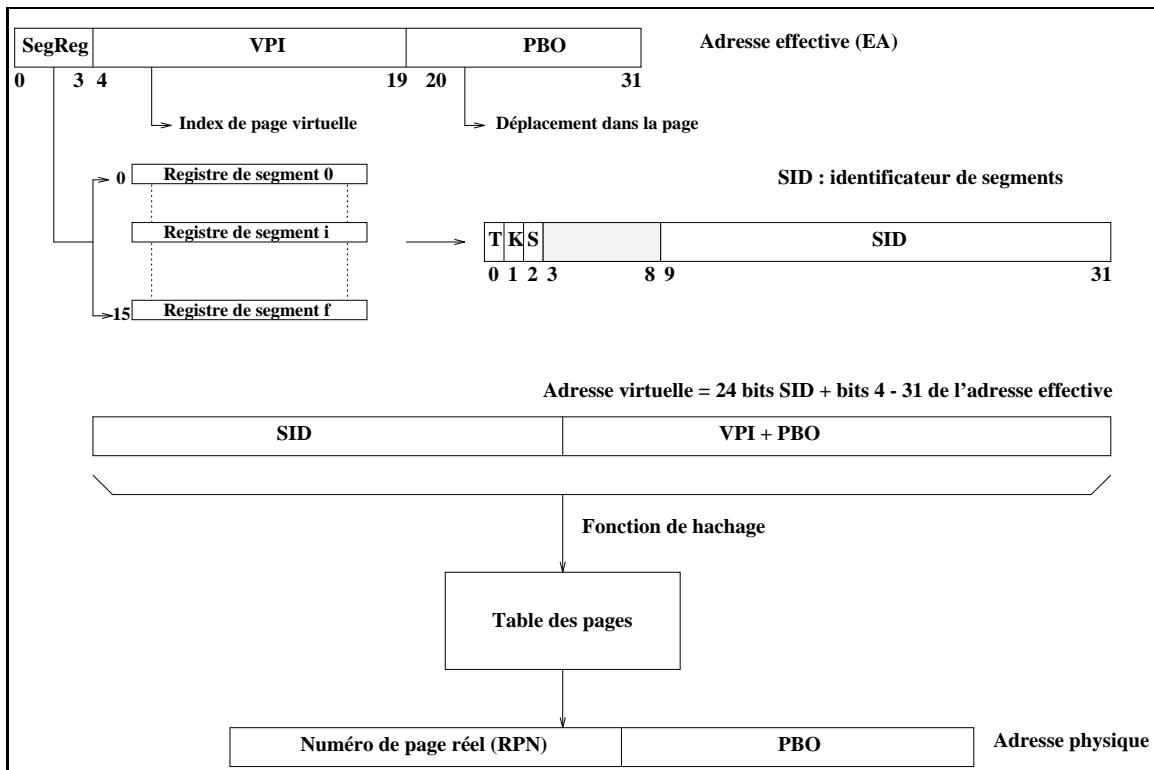 SegReg VPI PBO Adresse effective (EA)
0 3 4 19 20 31
Index de page virtuelle Déplacement dans la page
0 Registre de segment 0 SID : identificateur de segments
Registre de segment i T K S SID
0 1 2 3 8 9 31
15 Registre de segment f
Adresse virtuelle = 24 bits SID + bits 4 - 31 de l'adresse effective
SID VPI + PBO
Fonction de hachage
Table des pages
Numéro de page réel (RPN) PBO Adresse physique